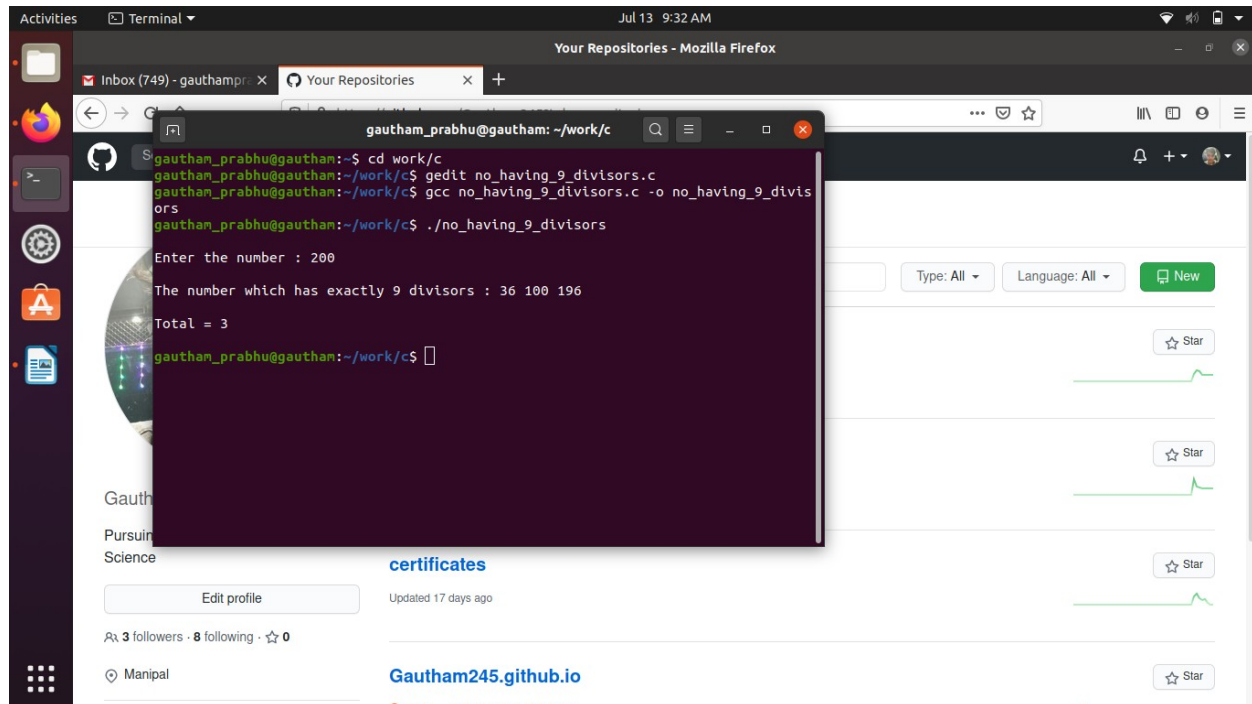 Activities
Terminal
Jul 13 9:32 AM
Your Repositories - Mozilla Firefox
Inbox (749) - gauthampra
Your Repositories
gautham_prabhu@gautham: ~/work/c
gautham_prabhu@gautham:~$ cd work/c
gautham_prabhu@gautham:~/work/c$ gedit no_having_9_divisors.c
gautham_prabhu@gautham:~/work/c$ gcc no_having_9_divisors.c -o no_having_9_divis
ors
gautham_prabhu@gautham:~/work/c$ ./no_having_9_divisors
Enter the number : 200
The number which has exactly 9 divisors : 36 100 196
Total = 3
gautham_prabhu@gautham:~/work/c$
Type: All
Language: All
New
Star
Star
Gauth
Pursuin
Science
Edit profile
3 followers · 8 following · 0
Manipal
certificates
Updated 17 days ago
Star
Gautham245.github.io
Star